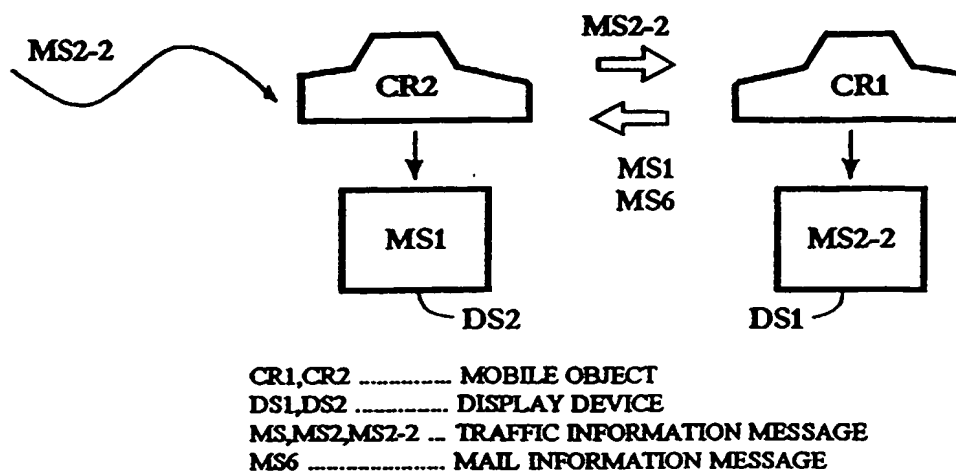 MS2-2
MS2-2
CR2
CR1
MS1
MS6
MS1
MS2-2
DS2
DS1
CR1,CR2 .............. MOBILE OBJECT
DS1,DS2 .............. DISPLAY DEVICE
MS,MS2,MS2-2 ... TRAFFIC INFORMATION MESSAGE
MS6 .................... MAIL INFORMATION MESSAGE